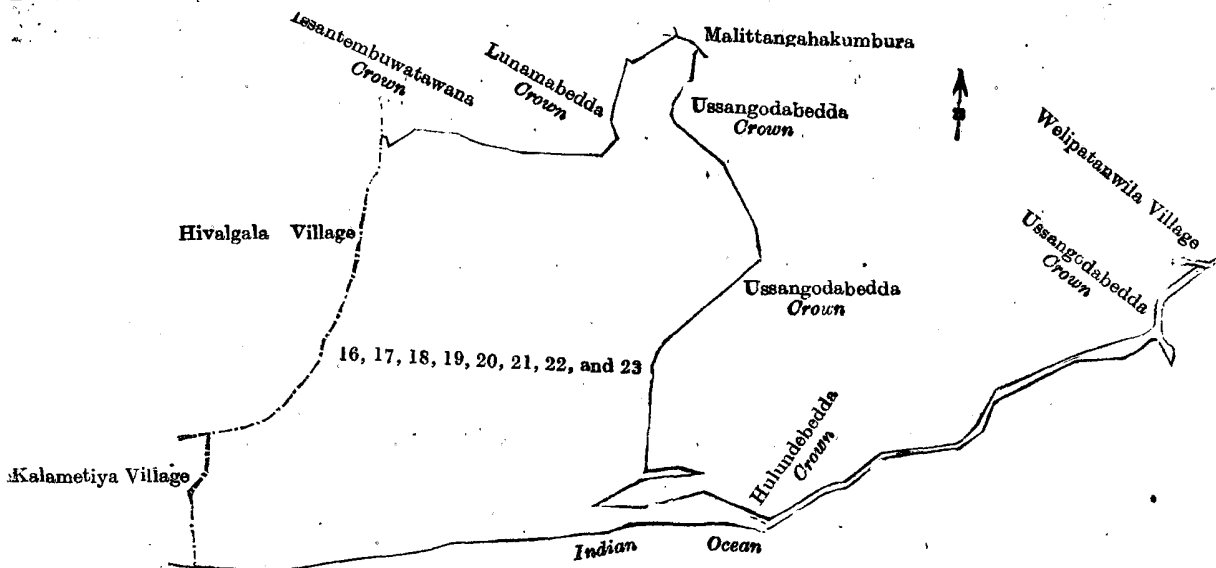 Issantembuwatawana
Crown
Lunamabedda
Crown
Malittangahakumbura
Ussangodabedda
Crown
Welipatanwila Village
Hivalgala Village
Ussangodabedda
Crown
Ussangodabedda
Crown
16, 17, 18, 19, 20, 21, 22, and 23
Hulundebedda
Crown
Kalametiya Village
Indian Ocean